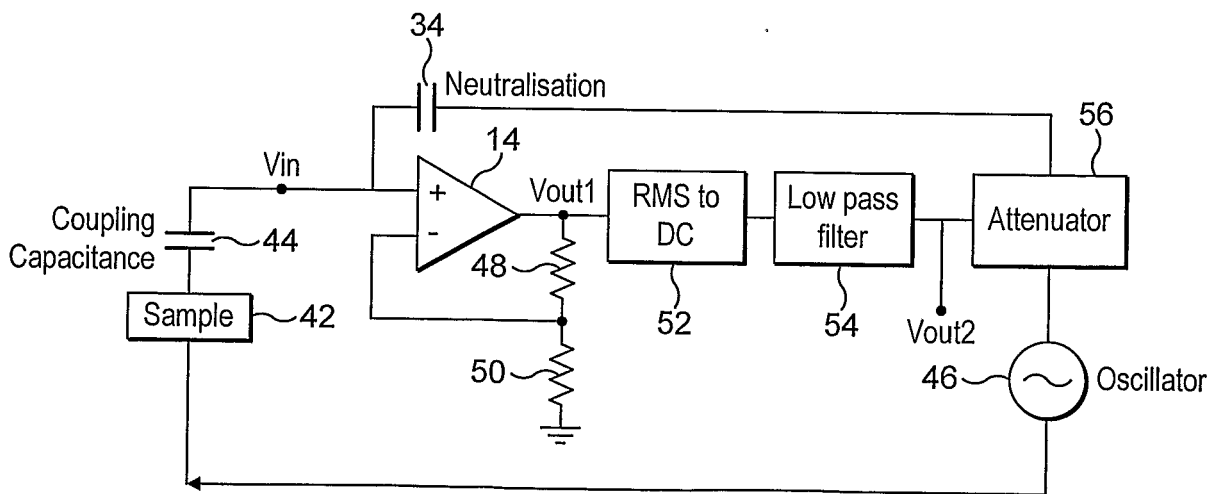 34
Neutralisation
56
14
Vin
Vout1
+
-
RMS to
DC
Low pass
filter
Attenuator
Coupling
Capacitance
44
48
52
54
Vout2
Sample
42
50
46
Oscillator